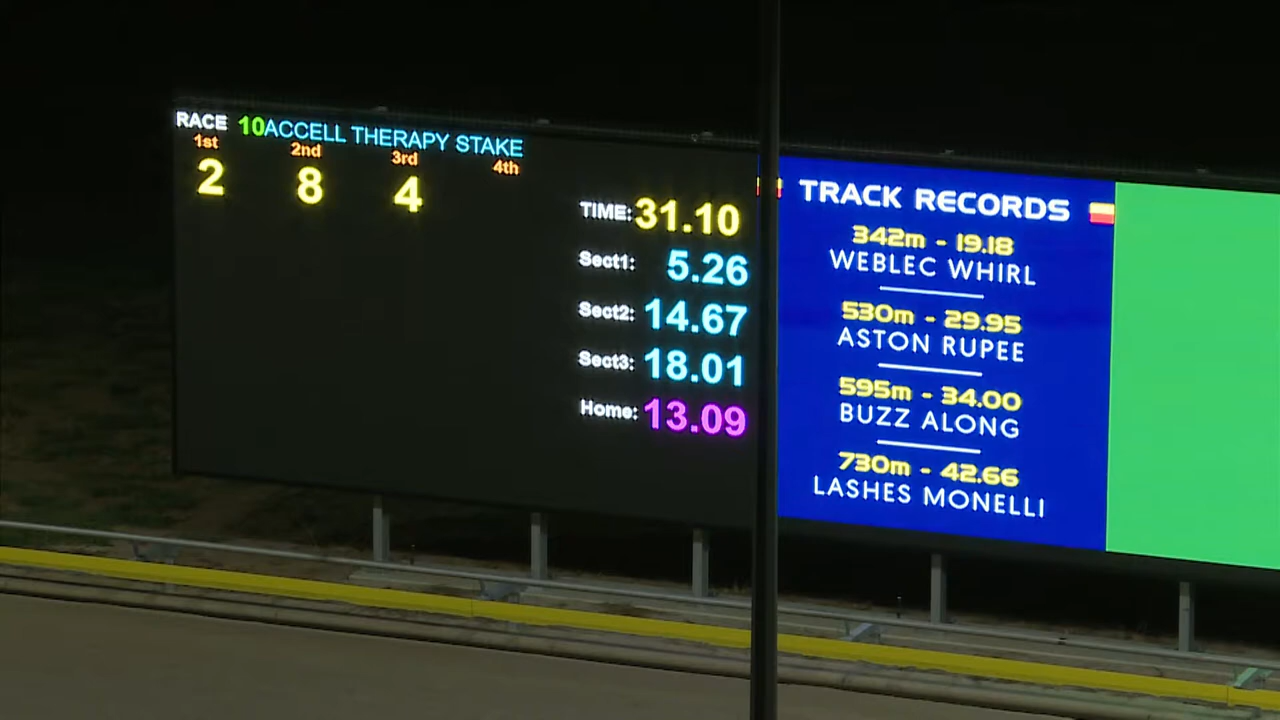 RACE 10ACCELL THERAPY STAKE
1st 2nd 3rd 4th
2 8 4
TIME: 31.10
Sect1: 5.26
Sect2: 14.67
Sect3: 18.01
Home: 13.09
TRACK RECORDS
342m - 19.18
WEBLEC WHIRL
530m - 29.95
ASTON RUPEE
595m - 34.00
BUZZ ALONG
730m - 42.66
LASHES MONELLI